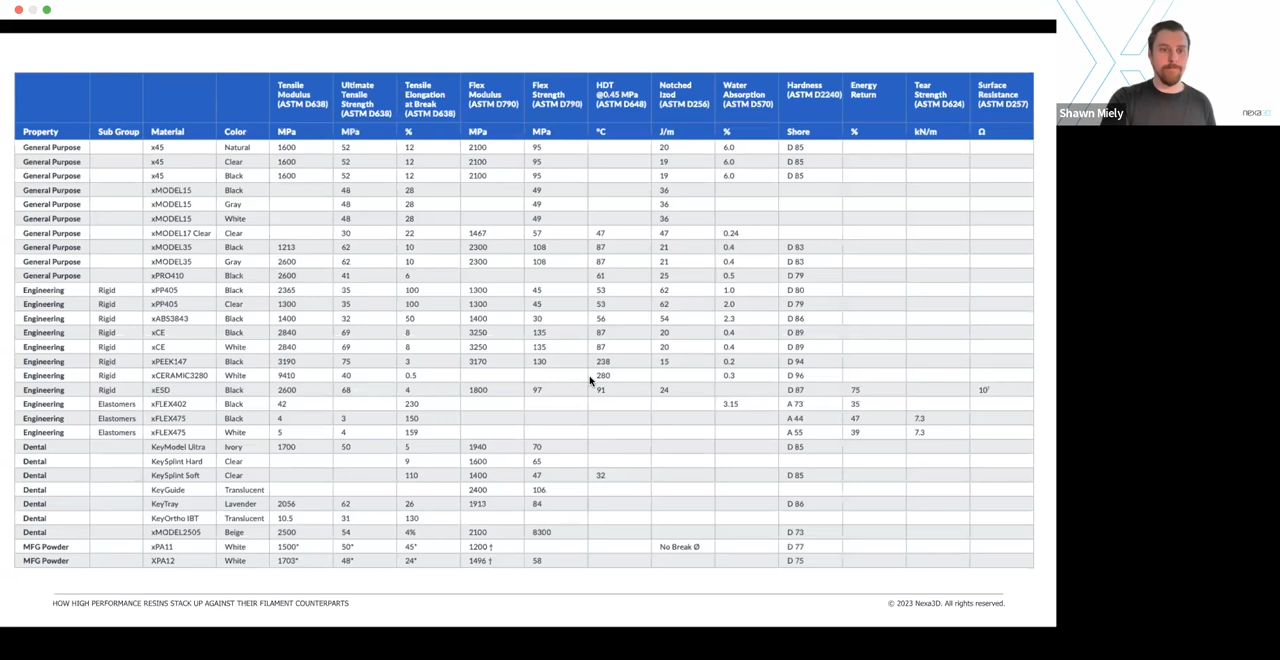 Shawn Miely
nexa3D
Tensile Modulus (ASTM D638) Ultimate Tensile Strength (ASTM D638) Tensile Elongation at Break (ASTM D638) Flex Modulus (ASTM D790) Flex Strength (ASTM D790) HDT @0.45 MPa (ASTM D648) Notched Izod (ASTM D256) Water Absorption (ASTM D570) Hardness (ASTM D2240) Energy Return Tear Strength (ASTM D624) Surface Resistance (ASTM D257)
Property Sub Group Material Color MPa MPa % MPa MPa °C J/m % Shore % kN/m Ω
General Purpose x45 Natural 1600 52 12 2100 95 20 6.0 D 85
General Purpose x45 Clear 1600 52 12 2100 95 19 6.0 D 85
General Purpose x45 Black 1600 52 12 2100 95 19 6.0 D 85
General Purpose xMODEL15 Black 48 28 49 36
General Purpose xMODEL15 Gray 48 28 49 36
General Purpose xMODEL15 White 48 28 49 36
General Purpose xMODEL17 Clear Clear 30 22 1467 57 47 47 0.24
General Purpose xMODEL35 Black 1213 62 10 2300 108 87 21 0.4 D 83
General Purpose xMODEL35 Gray 2600 62 10 2300 108 87 21 0.4 D 83
General Purpose xPRO410 Black 2600 41 6 61 25 0.5 D 79
Engineering Rigid xPP405 Black 2365 35 100 1300 45 53 62 1.0 D 80
Engineering Rigid xPP405 Clear 1300 35 100 1300 45 53 62 2.0 D 79
Engineering Rigid xABS3843 Black 1400 32 50 1400 30 56 54 2.3 D 86
Engineering Rigid xCE Black 2840 69 8 3250 135 87 20 0.4 D 89
Engineering Rigid xCE White 2840 69 8 3250 135 87 20 0.4 D 89
Engineering Rigid xPEEK147 Black 3190 75 3 3170 130 238 15 0.2 D 94
Engineering Rigid xCERAMIC3280 White 9410 40 0.5 280 0.3 D 96
Engineering Rigid xESD Black 2600 68 4 1800 97 91 24 D 87 75
Engineering Elastomers xFLEX402 Black 42 230 3.15 A 73 35
Engineering Elastomers xFLEX475 Black 4 3 150 A 44 47 7.3
Engineering Elastomers xFLEX475 White 5 4 159 A 55 39 7.3
Dental KeyModel Ultra Ivory 1700 50 5 1940 70 D 85
Dental KeySplint Hard Clear 9 1600 65
Dental KeySplint Soft Clear 110 1400 47 32 D 85
Dental KeyGuide Translucent 2400 106
Dental KeyTray Lavender 2056 62 26 1913 84 D 86
Dental KeyOrtho IBT Translucent 10.5 31 130
Dental xMODEL2505 Beige 2500 54 4% 2100 8300 D 73
MFG Powder xPA11 White 1500* 50* 45* 1200 † No Break Ø D 77
MFG Powder XPA12 White 1703* 48* 24* 1496 † 58 D 75
HOW HIGH PERFORMANCE RESINS STACK UP AGAINST THEIR FILAMENT COUNTERPARTS
© 2023 Nexa3D. All rights reserved.